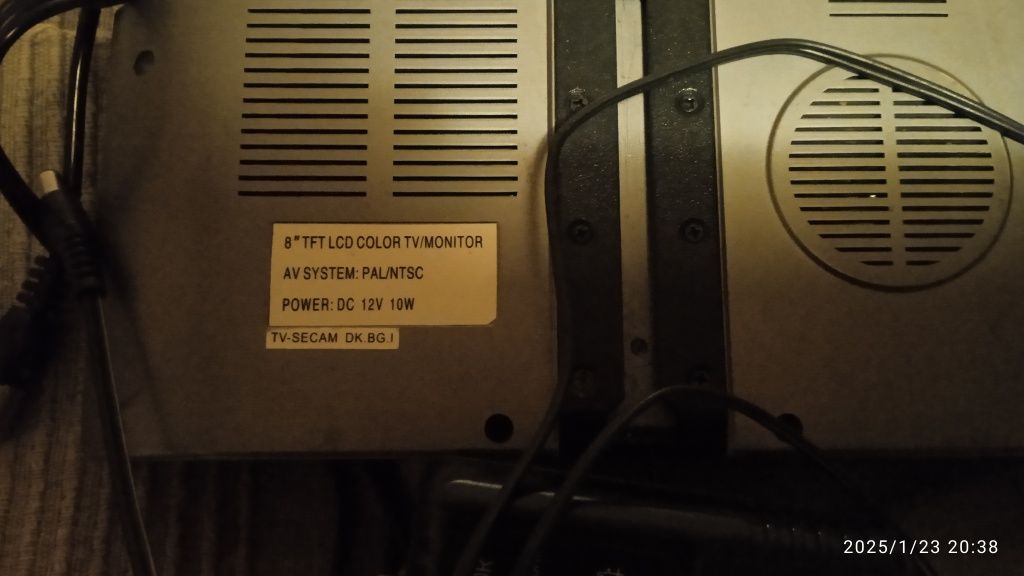 8" TFT LCD COLOR TV/MONITOR
AV SYSTEM: PAL/NTSC
POWER: DC 12V 10W
TV-SECAM DK.BG.I
2025/1/23 20:38